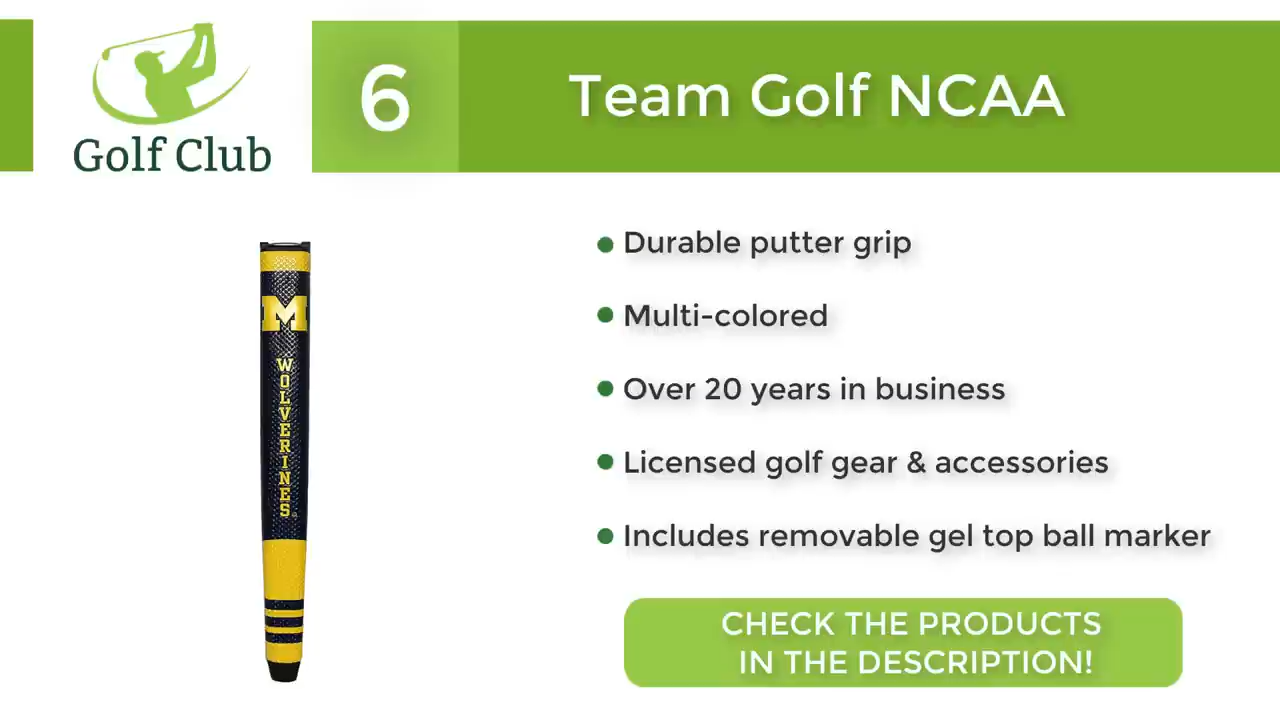 Golf Club
6
Team Golf NCAA
Durable putter grip
Multi-colored
Over 20 years in business
Licensed golf gear & accessories
Includes removable gel top ball marker
M
WOLVERINES
CHECK THE PRODUCTS
IN THE DESCRIPTION!